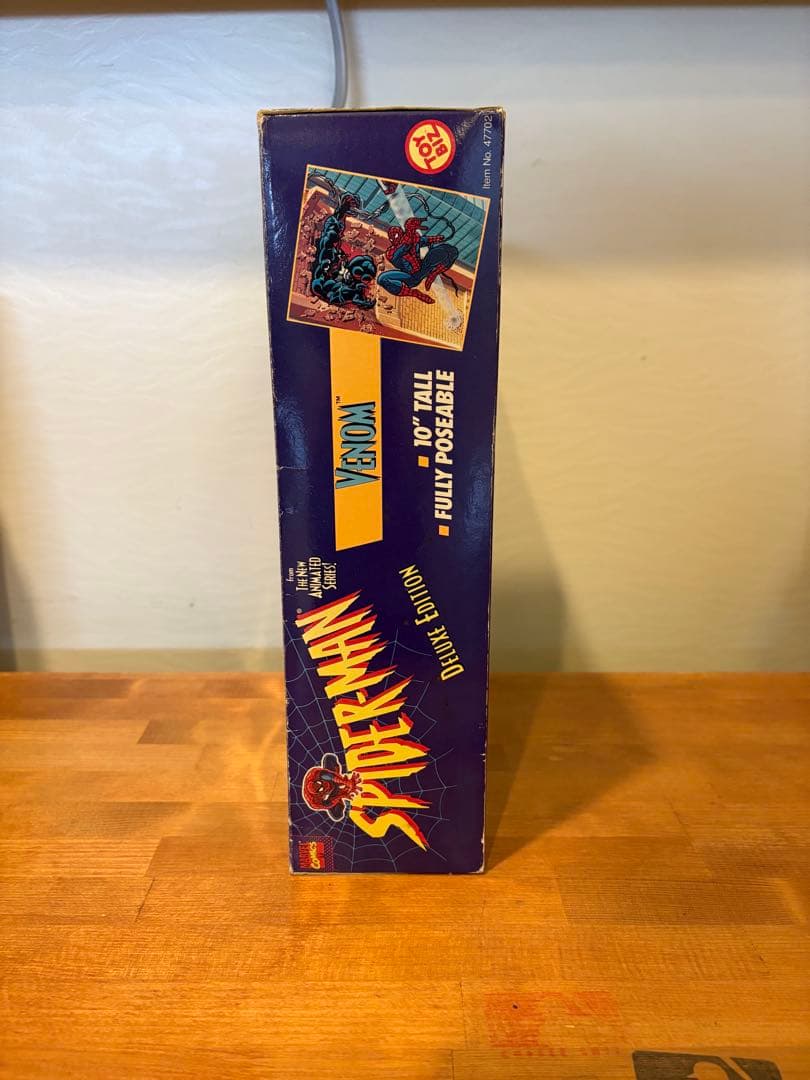 MARVEL
COMICS
SPIDER-MAN®
from
THE NEW
ANIMATED
SERIES!
DELUXE EDITION
VENOM™
10" TALL
FULLY POSEABLE
TOY
BIZ
Item No. 47702